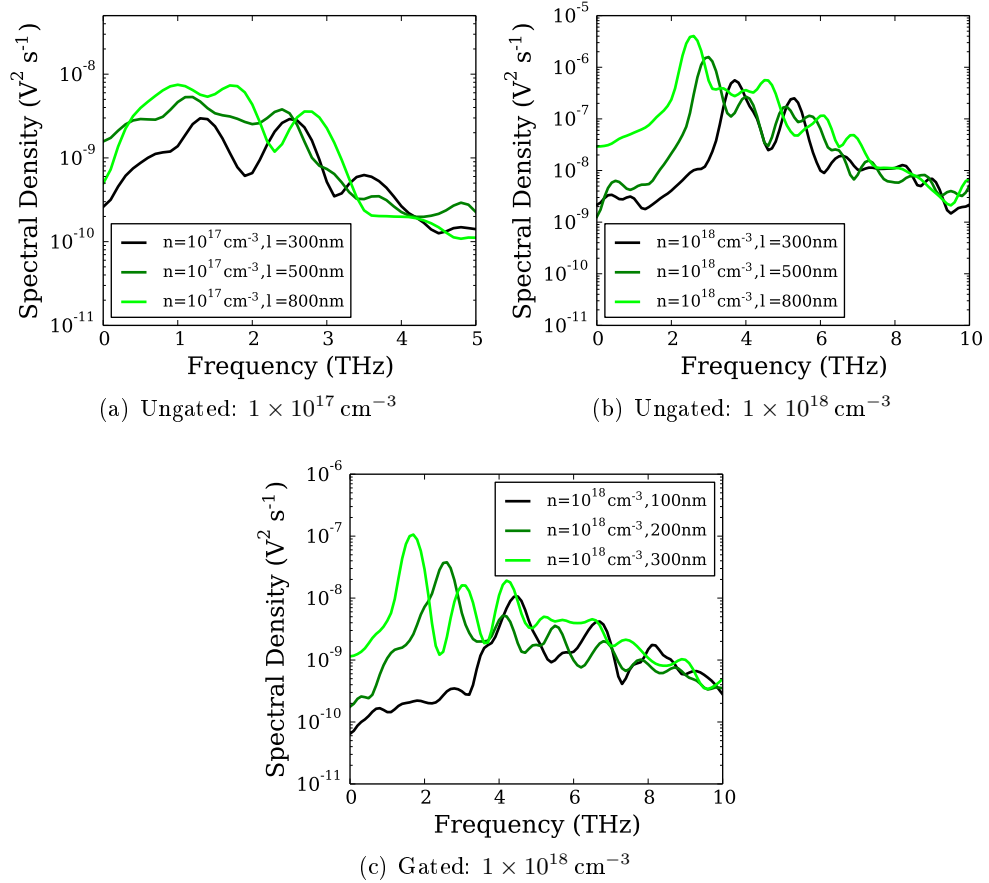 Spectral Density (V² s⁻¹)
10⁻⁸
10⁻⁹
10⁻¹⁰
10⁻¹¹
n=10¹⁷cm⁻³,l=300nm
n=10¹⁷cm⁻³,l=500nm
n=10¹⁷cm⁻³,l=800nm
0 1 2 3 4 5
Frequency (THz)
(a) Ungated: 1 × 10¹⁷ cm⁻³
Spectral Density (V² s⁻¹)
10⁻⁵
10⁻⁶
10⁻⁷
10⁻⁸
10⁻⁹
10⁻¹⁰
10⁻¹¹
n=10¹⁸cm⁻³,l=300nm
n=10¹⁸cm⁻³,l=500nm
n=10¹⁸cm⁻³,l=800nm
0 2 4 6 8 10
Frequency (THz)
(b) Ungated: 1 × 10¹⁸ cm⁻³
Spectral Density (V² s⁻¹)
10⁻⁶
10⁻⁷
10⁻⁸
10⁻⁹
10⁻¹⁰
10⁻¹¹
n=10¹⁸cm⁻³,100nm
n=10¹⁸cm⁻³,200nm
n=10¹⁸cm⁻³,300nm
0 2 4 6 8 10
Frequency (THz)
(c) Gated: 1 × 10¹⁸ cm⁻³